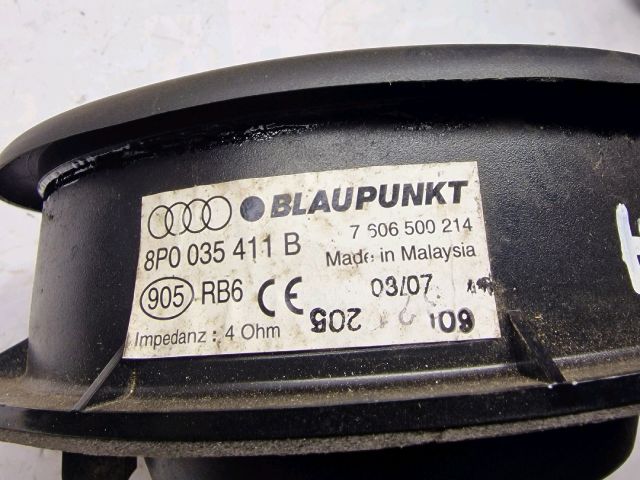 BLAUPUNKT
8P0 035 411 B
7 606 500 214
Made in Malaysia
905 RB6 CE
03/07
Impedanz : 4 Ohm
205